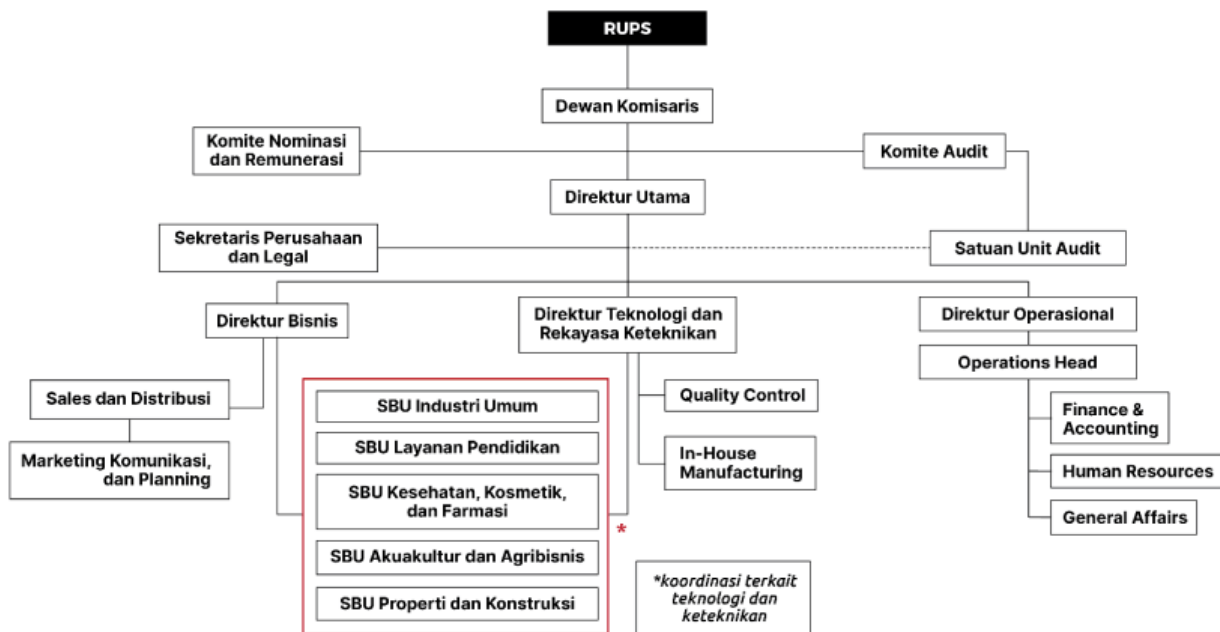 RUPS
Dewan Komisaris
Komite Nominasi
dan Remunerasi
Komite Audit
Direktur Utama
Sekretaris Perusahaan
dan Legal
Satuan Unit Audit
Direktur Bisnis
Direktur Teknologi dan
Rekayasa Keteknikan
Direktur Operasional
Operations Head
Sales dan Distribusi
Marketing Komunikasi,
dan Planning
SBU Industri Umum
SBU Layanan Pendidikan
SBU Kesehatan, Kosmetik,
dan Farmasi
SBU Akuakultur dan Agribisnis
SBU Properti dan Konstruksi
*
Quality Control
In-House
Manufacturing
Finance &
Accounting
Human Resources
General Affairs
*koordinasi terkait
teknologi dan
keteknikan